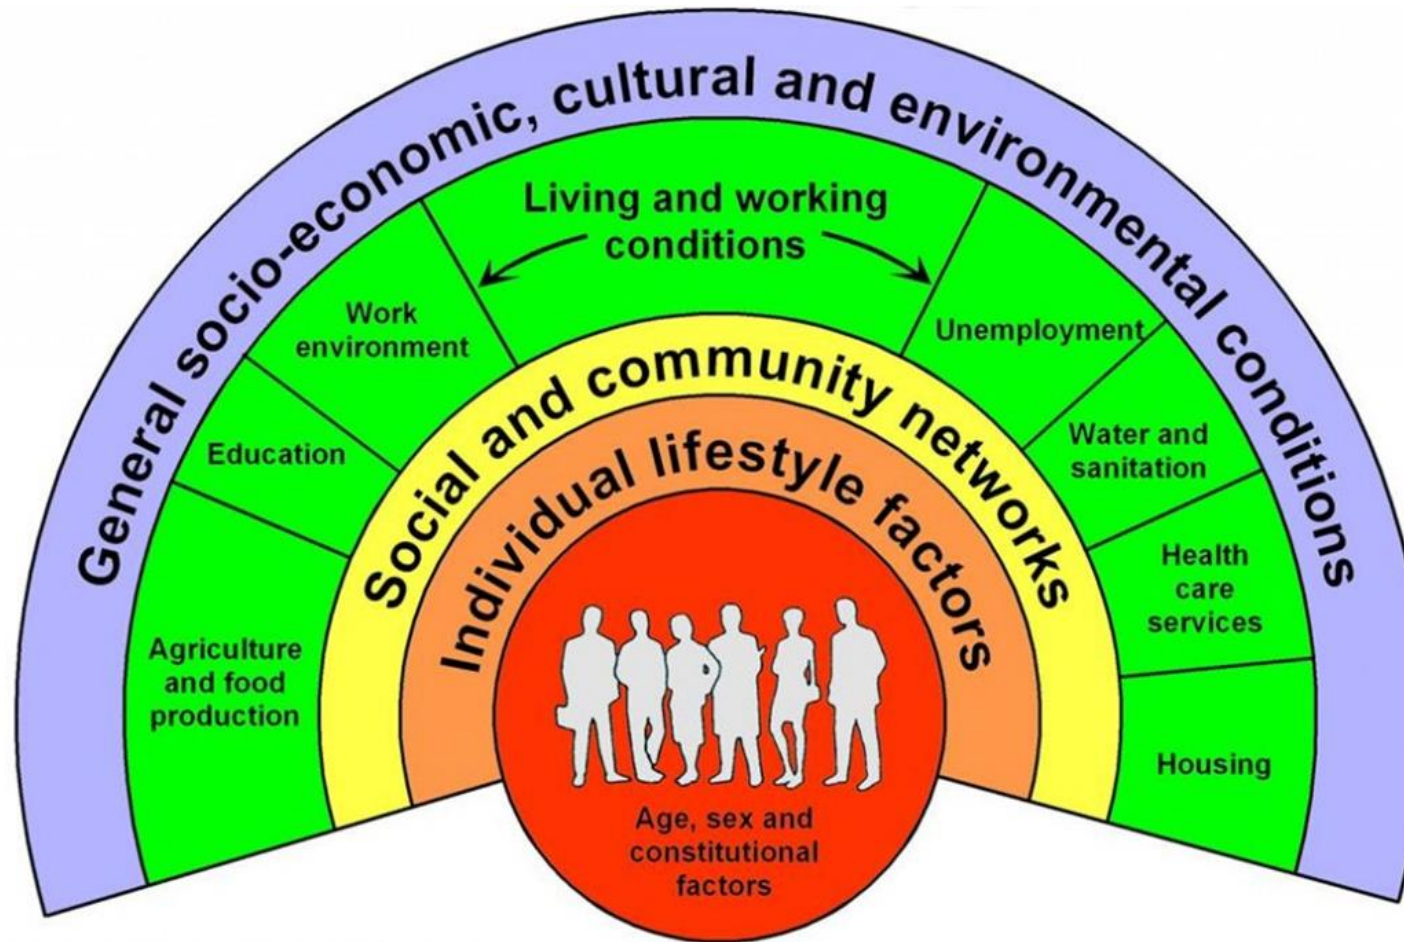 General socio-economic, cultural and environmental conditions
Living and working
conditions
Agriculture
and food
production
Education
Work
environment
Unemployment
Water and
sanitation
Health
care
services
Housing
Social and community networks
Individual lifestyle factors
Age, sex and
constitutional
factors